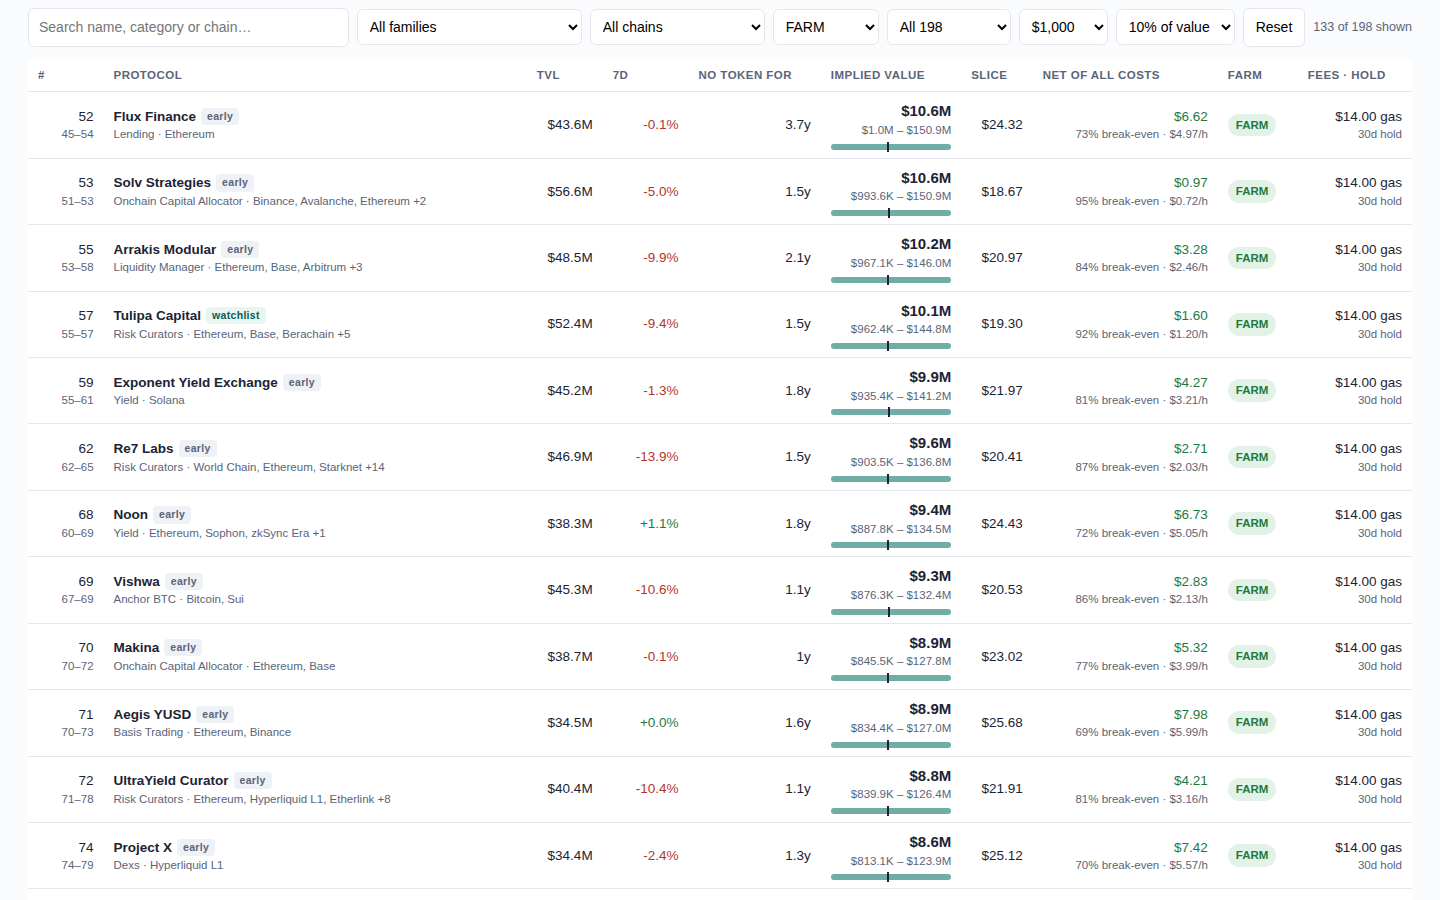 Search name, category or chain… All families All chains FARM All 198 $1,000 10% of value Reset 133 of 198 shown
# PROTOCOL TVL 7D NO TOKEN FOR IMPLIED VALUE SLICE NET OF ALL COSTS FARM FEES · HOLD
52 Flux Finance early $43.6M -0.1% 3.7y $10.6M $24.32 $6.62 FARM $14.00 gas
45–54 Lending · Ethereum $1.0M – $150.9M 73% break-even · $4.97/h 30d hold
53 Solv Strategies early $56.6M -5.0% 1.5y $10.6M $18.67 $0.97 FARM $14.00 gas
51–53 Onchain Capital Allocator · Binance, Avalanche, Ethereum +2 $993.6K – $150.9M 95% break-even · $0.72/h 30d hold
55 Arrakis Modular early $48.5M -9.9% 2.1y $10.2M $20.97 $3.28 FARM $14.00 gas
53–58 Liquidity Manager · Ethereum, Base, Arbitrum +3 $967.1K – $146.0M 84% break-even · $2.46/h 30d hold
57 Tulipa Capital watchlist $52.4M -9.4% 1.5y $10.1M $19.30 $1.60 FARM $14.00 gas
55–57 Risk Curators · Ethereum, Base, Berachain +5 $962.4K – $144.8M 92% break-even · $1.20/h 30d hold
59 Exponent Yield Exchange early $45.2M -1.3% 1.8y $9.9M $21.97 $4.27 FARM $14.00 gas
55–61 Yield · Solana $935.4K – $141.2M 81% break-even · $3.21/h 30d hold
62 Re7 Labs early $46.9M -13.9% 1.5y $9.6M $20.41 $2.71 FARM $14.00 gas
62–65 Risk Curators · World Chain, Ethereum, Starknet +14 $903.5K – $136.8M 87% break-even · $2.03/h 30d hold
68 Noon early $38.3M +1.1% 1.8y $9.4M $24.43 $6.73 FARM $14.00 gas
60–69 Yield · Ethereum, Sophon, zkSync Era +1 $887.8K – $134.5M 72% break-even · $5.05/h 30d hold
69 Vishwa early $45.3M -10.6% 1.1y $9.3M $20.53 $2.83 FARM $14.00 gas
67–69 Anchor BTC · Bitcoin, Sui $876.3K – $132.4M 86% break-even · $2.13/h 30d hold
70 Makina early $38.7M -0.1% 1y $8.9M $23.02 $5.32 FARM $14.00 gas
70–72 Onchain Capital Allocator · Ethereum, Base $845.5K – $127.8M 77% break-even · $3.99/h 30d hold
71 Aegis YUSD early $34.5M +0.0% 1.6y $8.9M $25.68 $7.98 FARM $14.00 gas
70–73 Basis Trading · Ethereum, Binance $834.4K – $127.0M 69% break-even · $5.99/h 30d hold
72 UltraYield Curator early $40.4M -10.4% 1.1y $8.8M $21.91 $4.21 FARM $14.00 gas
71–78 Risk Curators · Ethereum, Hyperliquid L1, Etherlink +8 $839.9K – $126.4M 81% break-even · $3.16/h 30d hold
74 Project X early $34.4M -2.4% 1.3y $8.6M $25.12 $7.42 FARM $14.00 gas
74–79 Dexs · Hyperliquid L1 $813.1K – $123.9M 70% break-even · $5.57/h 30d hold